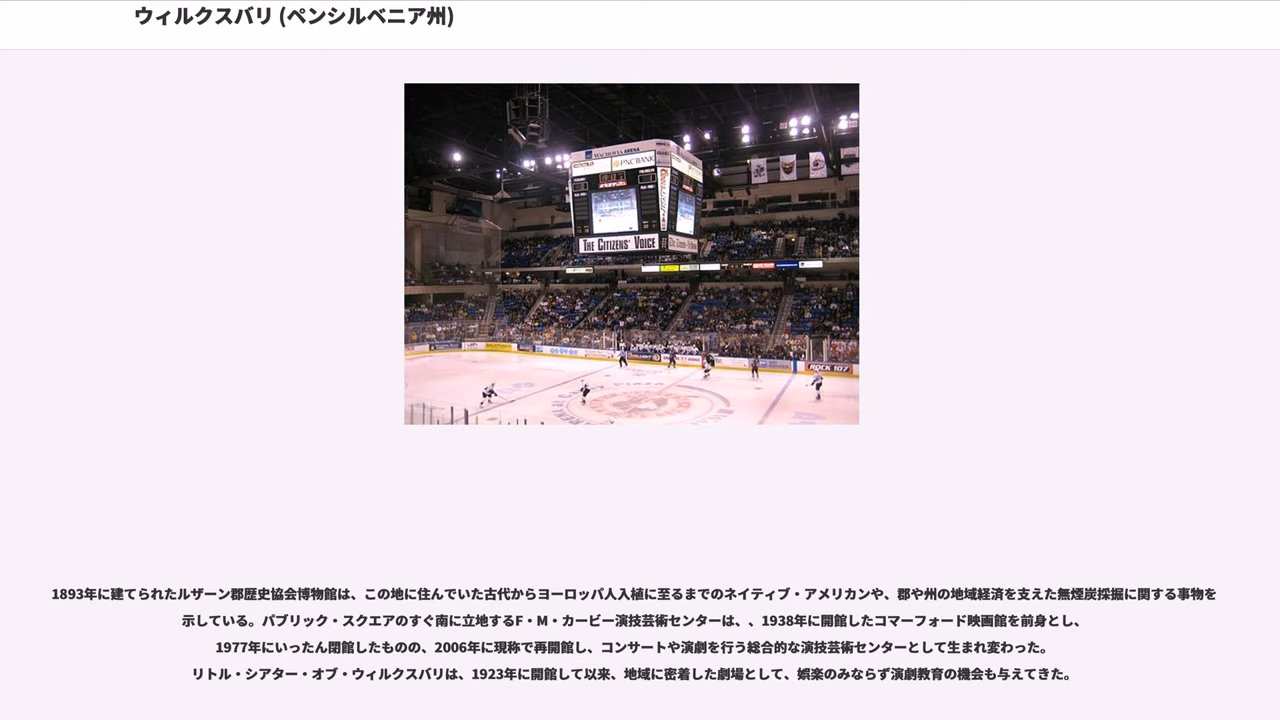 ウィルクスバリ (ペンシルベニア州)
WACHOVIA ARENA
PNC BANK
THE CITIZENS' VOICE
ROCK 107
1893年に建てられたルザーン郡歴史協会博物館は、この地に住んでいた古代からヨーロッパ人入植に至るまでのネイティブ・アメリカンや、郡や州の地域経済を支えた無煙炭採掘に関する事物を
示している。パブリック・スクエアのすぐ南に立地するF・M・カービー演技芸術センターは、、1938年に開館したコマーフォード映画館を前身とし、
1977年にいったん閉館したものの、2006年に現称で再開館し、コンサートや演劇を行う総合的な演技芸術センターとして生まれ変わった。
リトル・シアター・オブ・ウィルクスバリは、1923年に開館して以来、地域に密着した劇場として、娯楽のみならず演劇教育の機会も与えてきた。